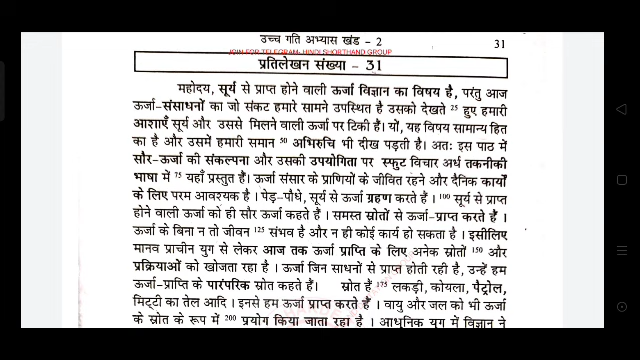 उच्च गति अभ्यास खंड - 2
31
JOIN FOR TELEGRAM- HINDI SHORTHAND GROUP
प्रतिलेखन संख्या - 31
महोदय, सूर्य से प्राप्त होने वाली ऊर्जा विज्ञान का विषय है, परंतु आज
ऊर्जा-संसाधनों का जो संकट हमारे सामने उपस्थित है उसको देखते 25 हुए हमारी
आशाएँ सूर्य और उससे मिलने वाली ऊर्जा पर टिकी है। यों, यह विषय सामान्य हित
का है और उसमें हमारी समान 50 अभिरुचि भी दीख पड़ती है। अतः इस पाठ में
सौर-ऊर्जा की संकल्पना और उसकी उपयोगिता पर स्फुट विचार अर्ध तकनीकी
भाषा में 75 यहाँ प्रस्तुत हैं। ऊर्जा संसार के प्राणियों के जीवित रहने और दैनिक कार्यों
के लिए परम आवश्यक है। पेड़-पौधे, सूर्य से ऊर्जा ग्रहण करते हैं। 100 सूर्य से प्राप्त
होने वाली ऊर्जा को ही सौर ऊर्जा कहते हैं। समस्त स्रोतों से ऊर्जा-प्राप्त करते हैं।
ऊर्जा के बिना न तो जीवन 125 संभव है और न ही कोई कार्य हो सकता है। इसीलिए
मानव प्राचीन युग से लेकर आज तक ऊर्जा प्राप्ति के लिए अनेक स्रोतों 150 और
प्रक्रियाओं को खोजता रहा है। ऊर्जा जिन साधनों से प्राप्त होती रही है, उन्हें हम
ऊर्जा-प्राप्ति के पारंपरिक स्रोत कहते हैं। स्रोत हैं 175 लकड़ी, कोयला, पैट्रोल,
मिट्टी का तेल आदि। इनसे हम ऊर्जा प्राप्त करते हैं। वायु और जल को भी ऊर्जा
के स्रोत के रूप में 200 प्रयोग किया जाता रहा है। आधुनिक युग में विज्ञान ने